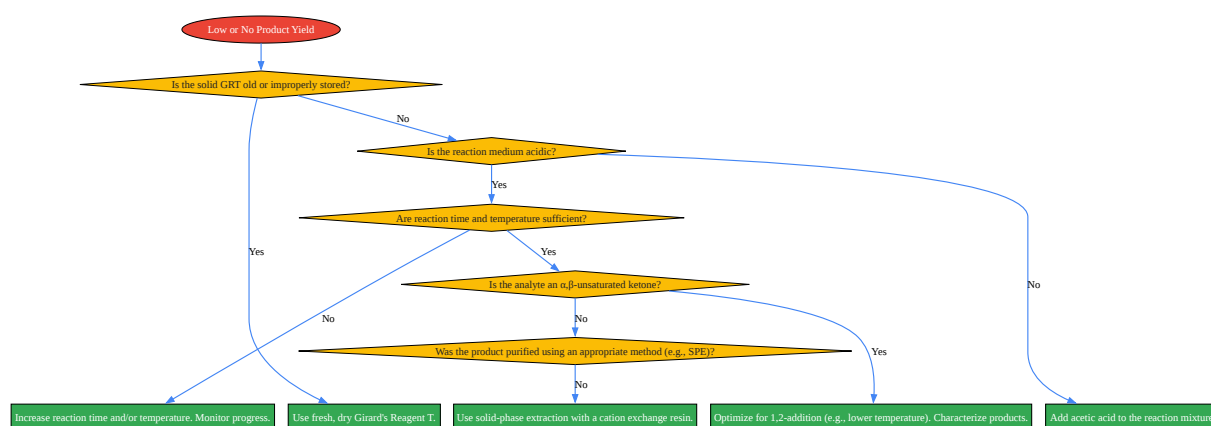 Low or No Product Yield
Is the solid GRT old or improperly stored?
No
Is the reaction medium acidic?
Yes
Are reaction time and temperature sufficient?
Yes
Yes
Is the analyte an α,β-unsaturated ketone?
No
No
No
Was the product purified using an appropriate method (e.g., SPE)?
Yes
No
Increase reaction time and/or temperature. Monitor progress.
Use fresh, dry Girard's Reagent T.
Use solid-phase extraction with a cation exchange resin.
Optimize for 1,2-addition (e.g., lower temperature). Characterize products.
Add acetic acid to the reaction mixture